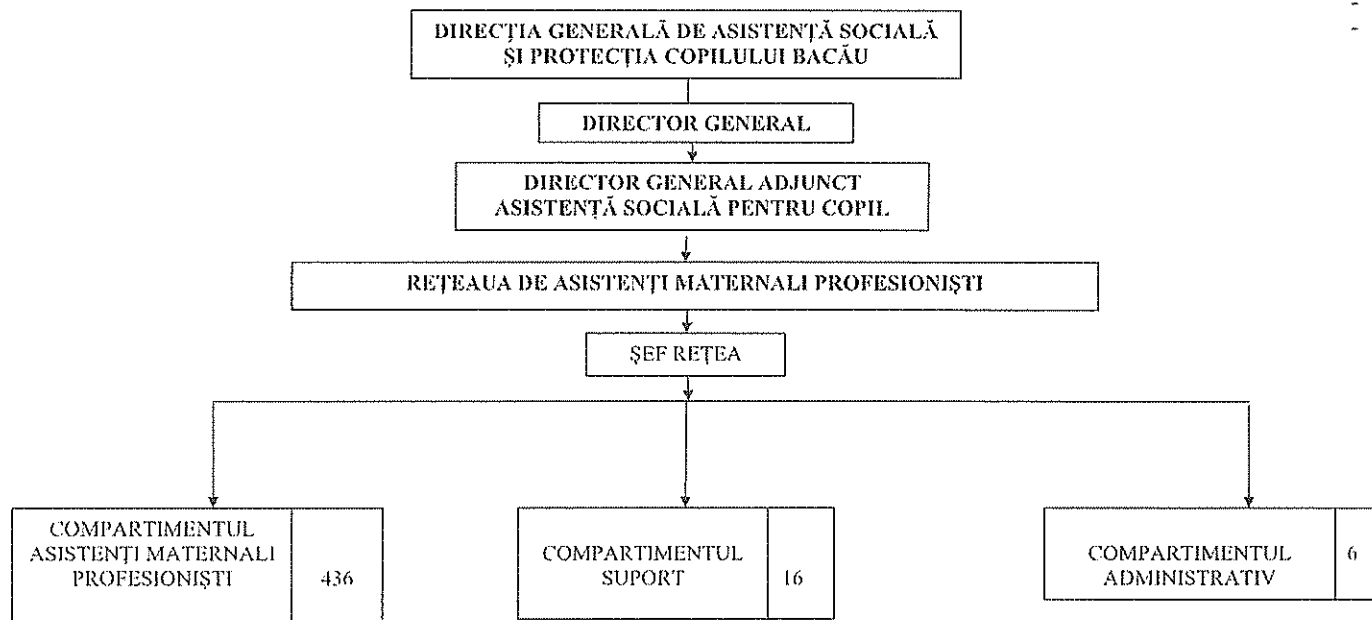 DIRECȚIA GENERALĂ DE ASISTENȚĂ SOCIALĂ
ȘI PROTECȚIA COPILULUI BACĂU
DIRECTOR GENERAL
DIRECTOR GENERAL ADJUNCT
ASISTENȚĂ SOCIALĂ PENTRU COPIL
REȚEAUA DE ASISTENȚI MATERNALI PROFESIONIȘTI
ȘEF REȚEA
COMPARTIMENTUL
ASISTENȚI MATERNALI
PROFESIONIȘTI
436
COMPARTIMENTUL
SUPORT
16
COMPARTIMENTUL
ADMINISTRATIV
6